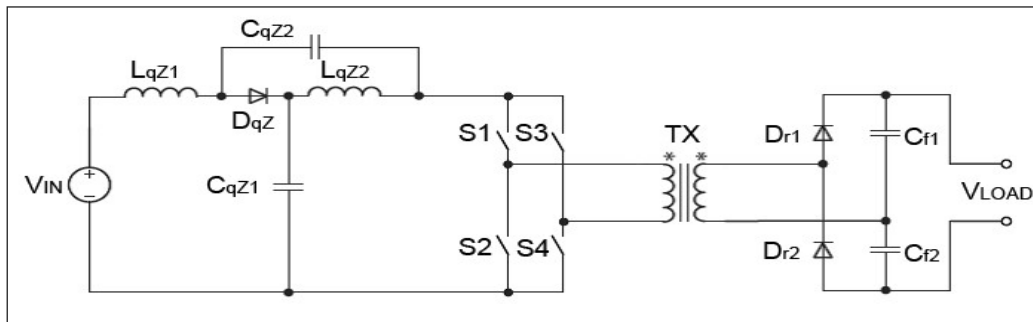 CqZ2
LqZ1
LqZ2
DqZ
S1
S3
TX
* *
Dr1
Cf1
VIN
+
−
CqZ1
VLOAD
S2
S4
Dr2
Cf2